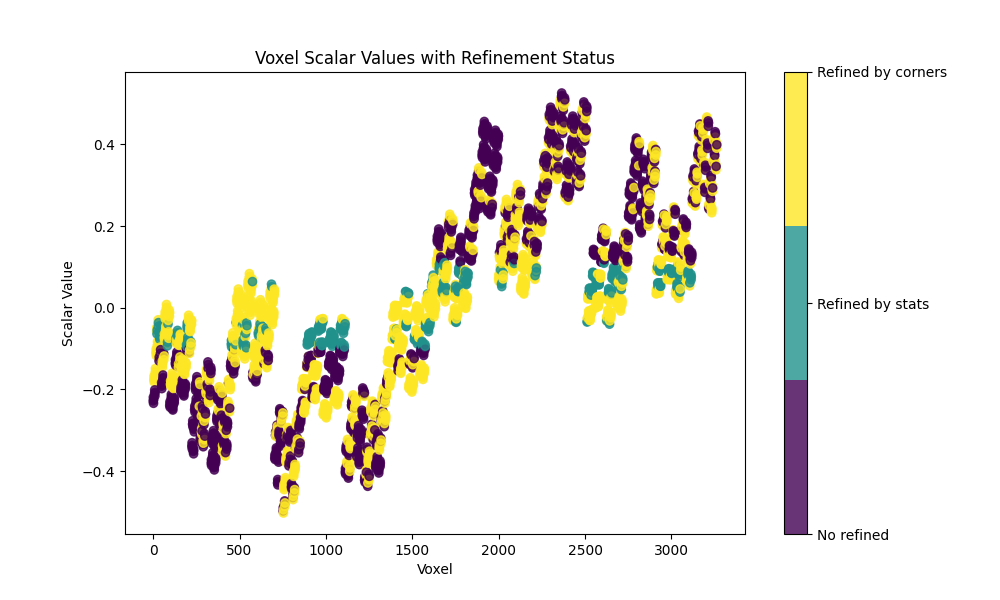 Voxel Scalar Values with Refinement Status
Refined by corners
Refined by stats
No refined
Scalar Value
0.4
0.2
0.0
−0.2
−0.4
0
500
1000
1500
2000
2500
3000
Voxel